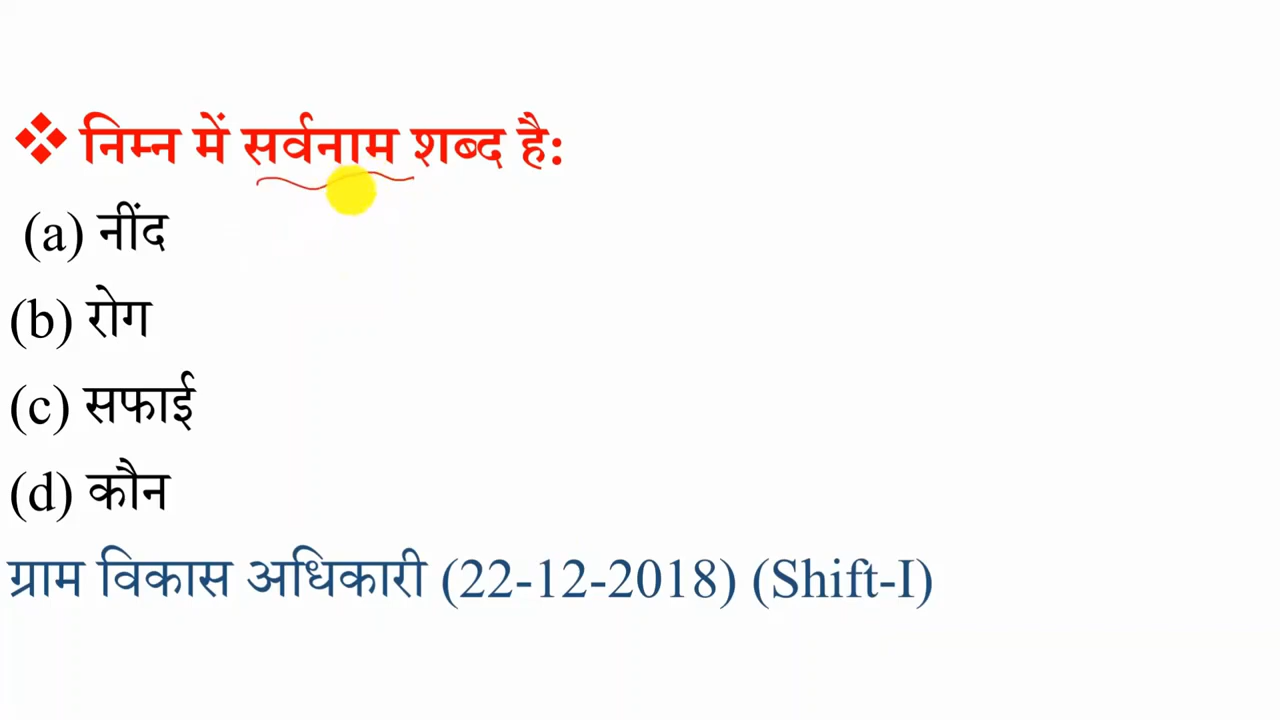 ❖ निम्न में सर्वनाम शब्द है:
(a) नींद
(b) रोग
(c) सफाई
(d) कौन
ग्राम विकास अधिकारी (22-12-2018) (Shift-I)